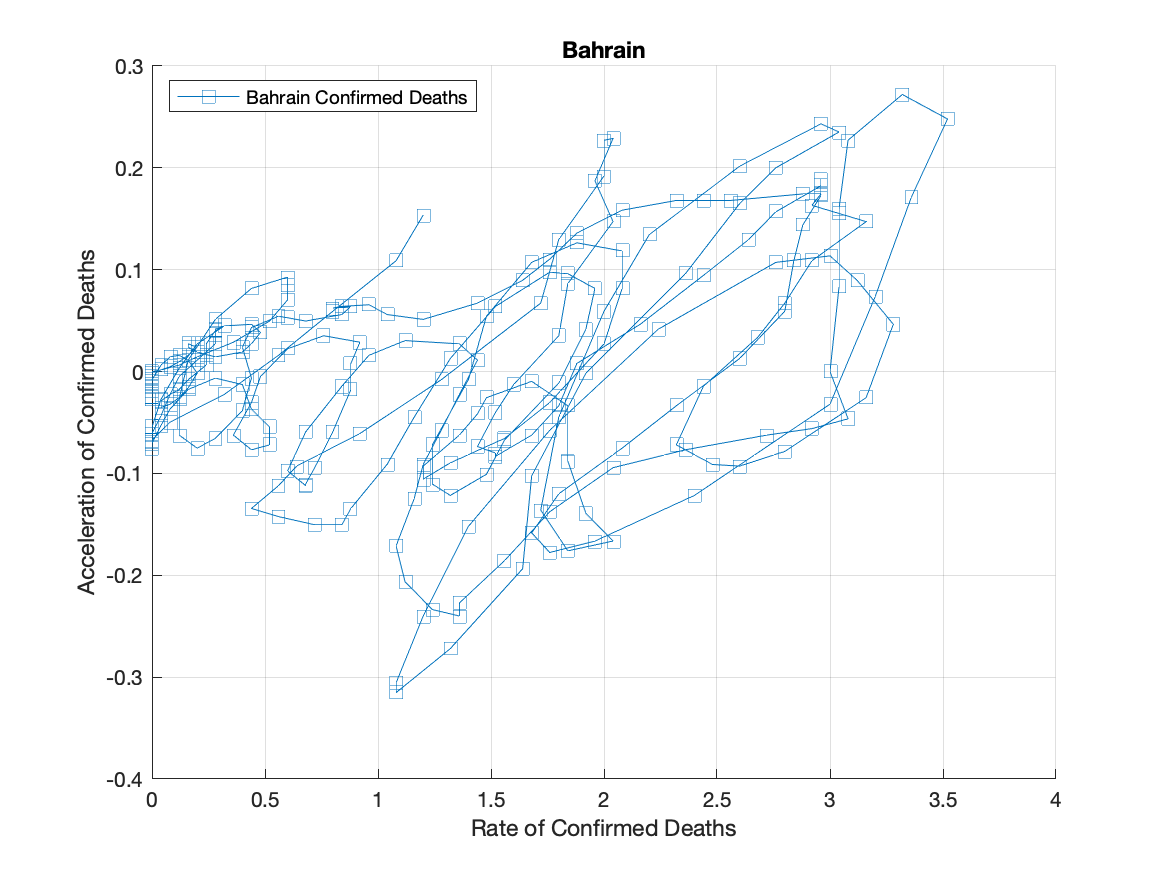 Bahrain
Bahrain Confirmed Deaths
0.3
0.2
0.1
0
-0.1
-0.2
-0.3
-0.4
Acceleration of Confirmed Deaths
0 0.5 1 1.5 2 2.5 3 3.5 4
Rate of Confirmed Deaths